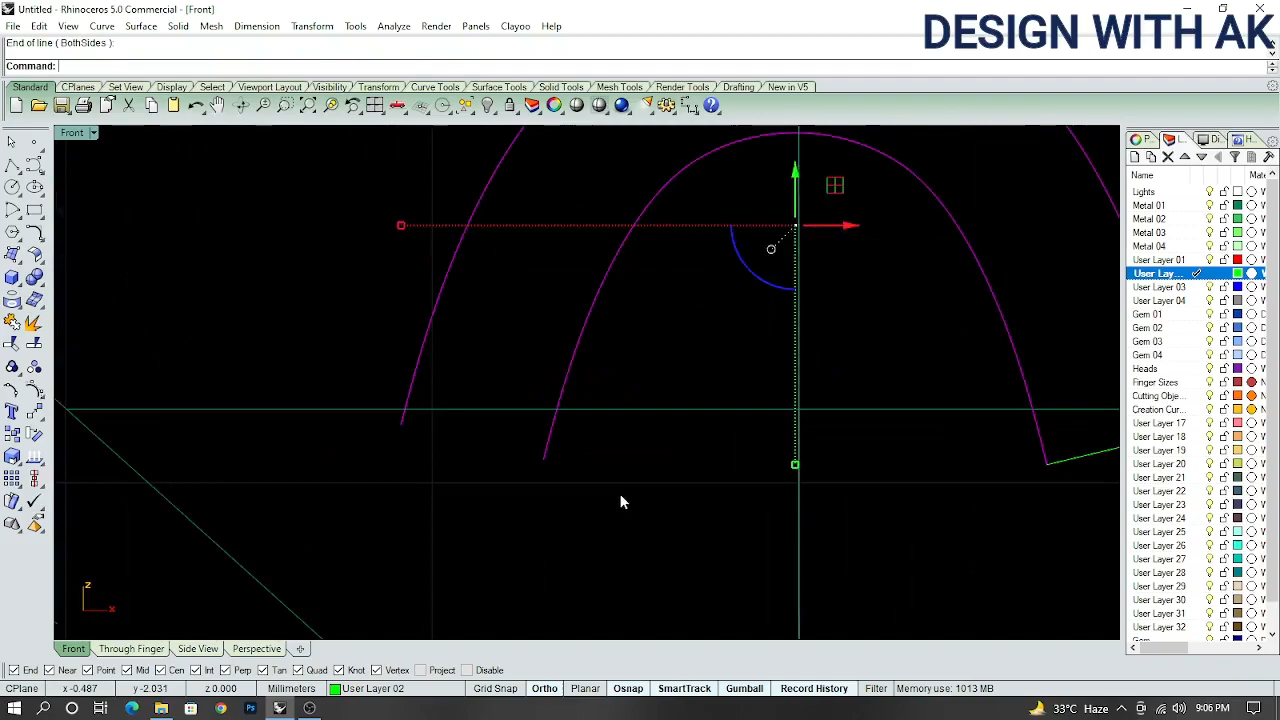 Untitled - Rhinoceros 5.0 Commercial - [Front]
File Edit View Curve Surface Solid Mesh Dimension Transform Tools Analyze Render Panels Clayoo Help
DESIGN WITH AK
End of line ( BothSides ):
Command:
Standard CPlanes Set View Display Select Viewport Layout Visibility Transform Curve Tools Surface Tools Solid Tools Mesh Tools Render Tools Drafting New in V5
Front
P... L... Di... H...
Name Mate
Lights
Metal 01
Metal 02
Metal 03
Metal 04
User Layer 01
User Lay...
User Layer 03
User Layer 04
Gem 01
Gem 02
Gem 03
Gem 04
Heads
Finger Sizes
Cutting Obje...
Creation Cur...
User Layer 17
User Layer 18
User Layer 19
User Layer 20
User Layer 21
User Layer 22
User Layer 23
User Layer 24
User Layer 25
User Layer 26
User Layer 27
User Layer 28
User Layer 29
User Layer 30
User Layer 31
User Layer 32
z
x
Front Through Finger Side View Perspective
End Near Point Mid Cen Int Perp Tan Quad Knot Vertex Project Disable
CPlane x -0.487 y -2.031 z 0.000 Millimeters User Layer 02 Grid Snap Ortho Planar Osnap SmartTrack Gumball Record History Filter Memory use: 1013 MB
Ps 33°C Haze 9:06 PM